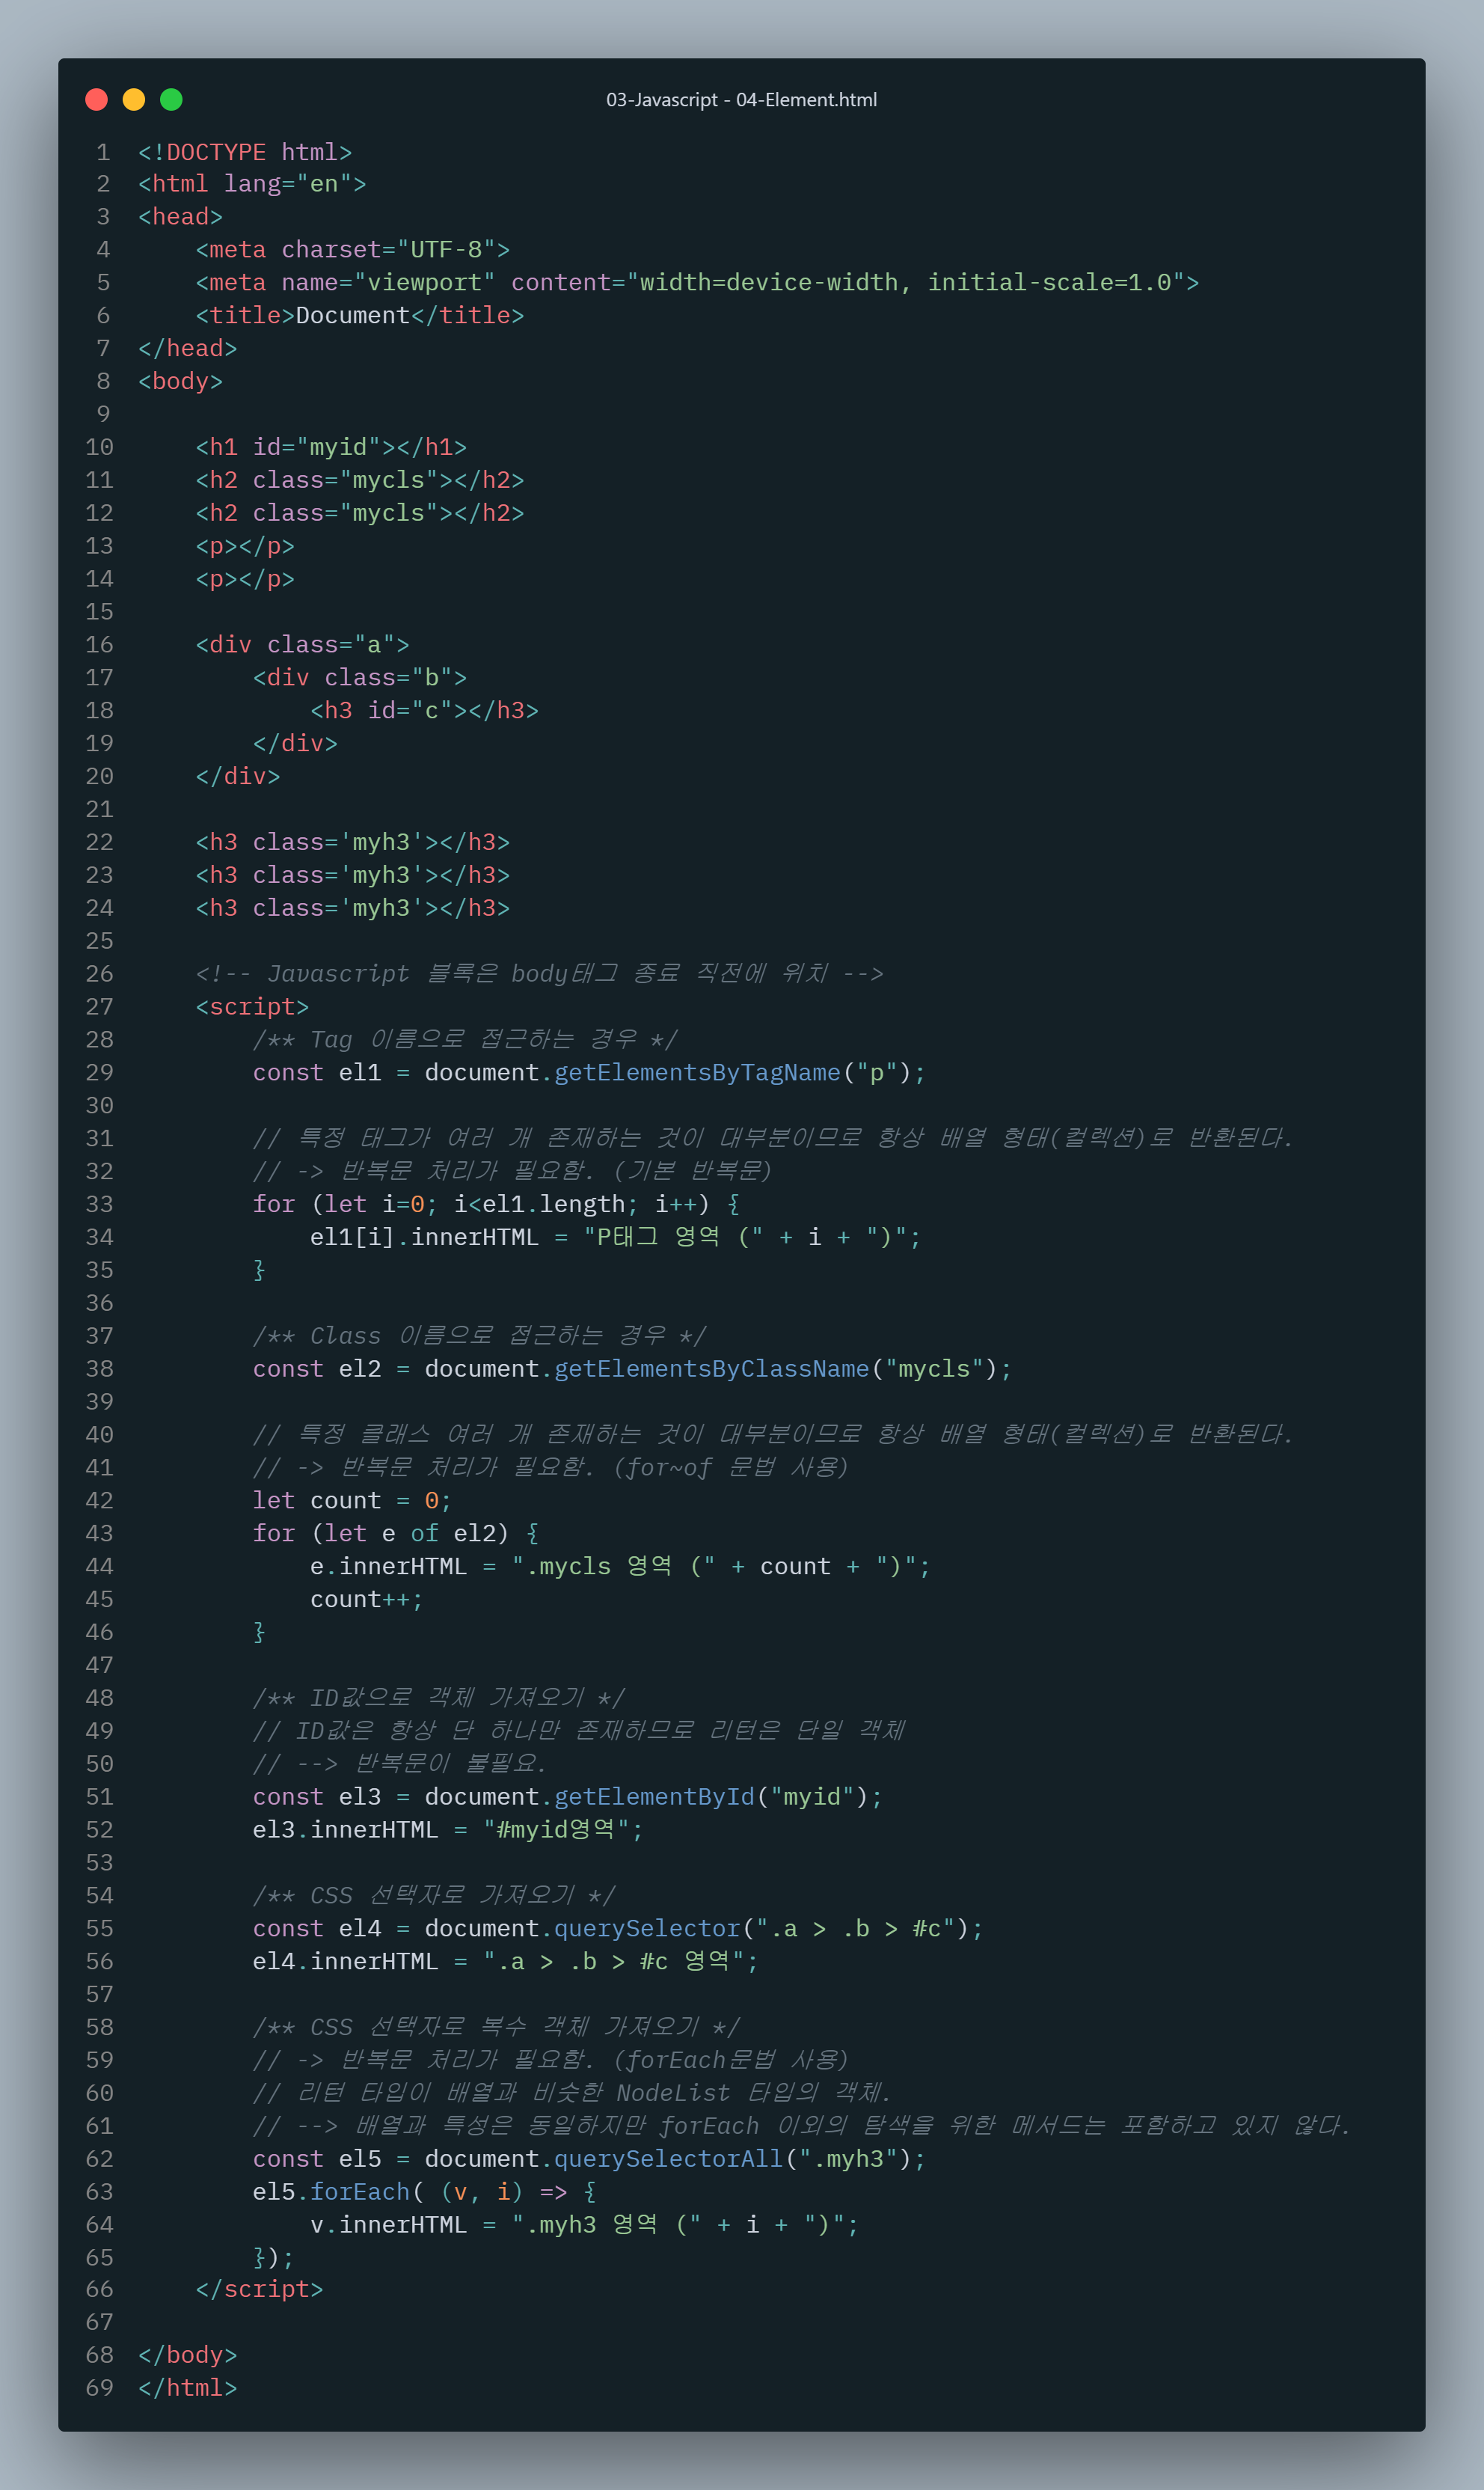 03-Javascript - 04-Element.html
1 <!DOCTYPE html>
2 <html lang="en">
3 <head>
4     <meta charset="UTF-8">
5     <meta name="viewport" content="width=device-width, initial-scale=1.0">
6     <title>Document</title>
7 </head>
8 <body>
9
10     <h1 id="myid"></h1>
11     <h2 class="mycls"></h2>
12     <h2 class="mycls"></h2>
13     <p></p>
14     <p></p>
15
16     <div class="a">
17         <div class="b">
18             <h3 id="c"></h3>
19         </div>
20     </div>
21
22     <h3 class='myh3'></h3>
23     <h3 class='myh3'></h3>
24     <h3 class='myh3'></h3>
25
26     <!-- Javascript 블록은 body태그 종료 직전에 위치 -->
27     <script>
28         /** Tag 이름으로 접근하는 경우 */
29         const el1 = document.getElementsByTagName("p");
30
31         // 특정 태그가 여러 개 존재하는 것이 대부분이므로 항상 배열 형태(컬렉션)로 반환된다.
32         // -> 반복문 처리가 필요함. (기본 반복문)
33         for (let i=0; i<el1.length; i++) {
34             el1[i].innerHTML = "P태그 영역 (" + i + ")";
35         }
36
37         /** Class 이름으로 접근하는 경우 */
38         const el2 = document.getElementsByClassName("mycls");
39
40         // 특정 클래스 여러 개 존재하는 것이 대부분이므로 항상 배열 형태(컬렉션)로 반환된다.
41         // -> 반복문 처리가 필요함. (for~of 문법 사용)
42         let count = 0;
43         for (let e of el2) {
44             e.innerHTML = ".mycls 영역 (" + count + ")";
45             count++;
46         }
47
48         /** ID값으로 객체 가져오기 */
49         // ID값은 항상 단 하나만 존재하므로 리턴은 단일 객체
50         // --> 반복문이 불필요.
51         const el3 = document.getElementById("myid");
52         el3.innerHTML = "#myid영역";
53
54         /** CSS 선택자로 가져오기 */
55         const el4 = document.querySelector(".a > .b > #c");
56         el4.innerHTML = ".a > .b > #c 영역";
57
58         /** CSS 선택자로 복수 객체 가져오기 */
59         // -> 반복문 처리가 필요함. (forEach문법 사용)
60         // 리턴 타입이 배열과 비슷한 NodeList 타입의 객체.
61         // --> 배열과 특성은 동일하지만 forEach 이외의 탐색을 위한 메서드는 포함하고 있지 않다.
62         const el5 = document.querySelectorAll(".myh3");
63         el5.forEach( (v, i) => {
64             v.innerHTML = ".myh3 영역 (" + i + ")";
65         });
66     </script>
67
68 </body>
69 </html>